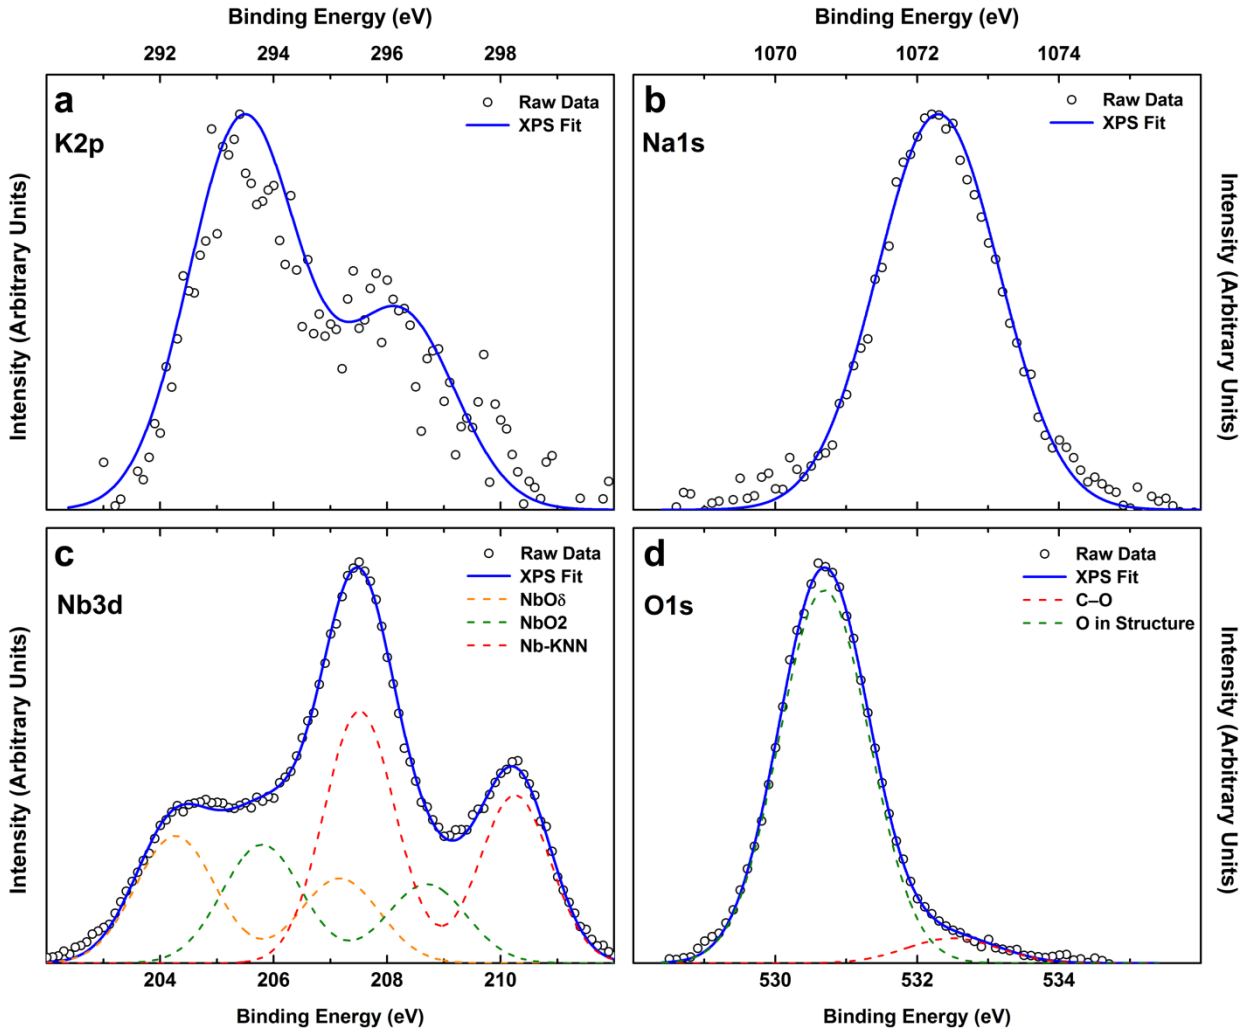 Binding Energy (eV)
Binding Energy (eV)
292 294 296 298
1070 1072 1074
a
K2p
Raw Data
XPS Fit
Intensity (Arbitrary Units)
b
Na1s
Raw Data
XPS Fit
Intensity (Arbitrary Units)
c
Nb3d
Raw Data
XPS Fit
NbOδ
NbO2
Nb-KNN
Intensity (Arbitrary Units)
204 206 208 210
Binding Energy (eV)
d
O1s
Raw Data
XPS Fit
C–O
O in Structure
Intensity (Arbitrary Units)
530 532 534
Binding Energy (eV)